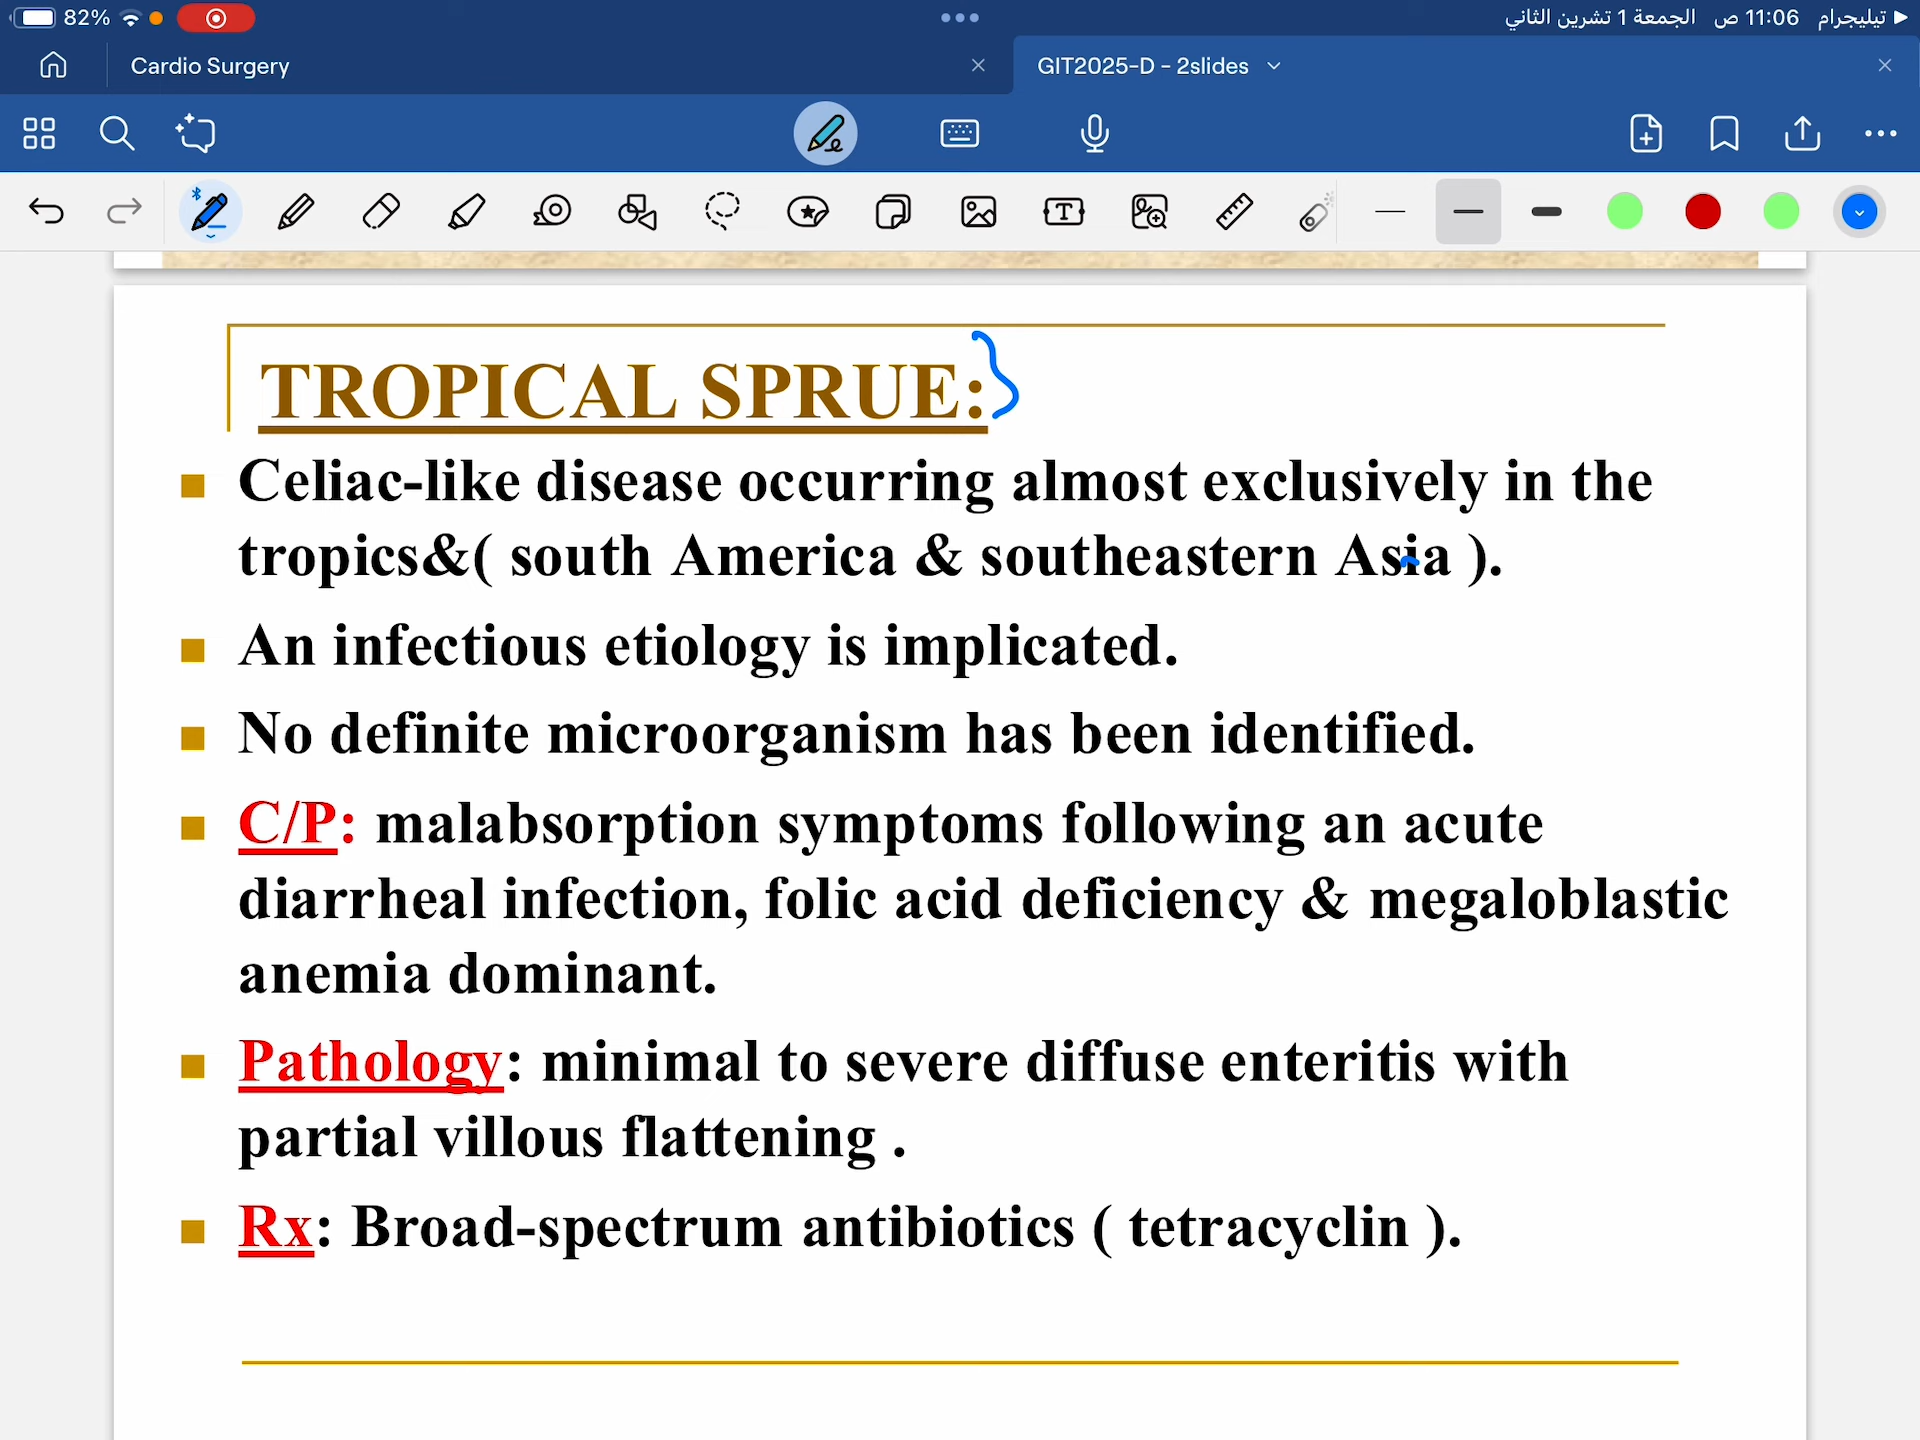 82%
الجمعة 1 تشرين الثاني 11:06 ص تيليجرام
Cardio Surgery
GIT2025-D - 2slides
TROPICAL SPRUE:
Celiac-like disease occurring almost exclusively in the
tropics&( south America & southeastern Asia ).
An infectious etiology is implicated.
No definite microorganism has been identified.
C/P: malabsorption symptoms following an acute
diarrheal infection, folic acid deficiency & megaloblastic
anemia dominant.
Pathology: minimal to severe diffuse enteritis with
partial villous flattening .
Rx: Broad-spectrum antibiotics ( tetracyclin ).